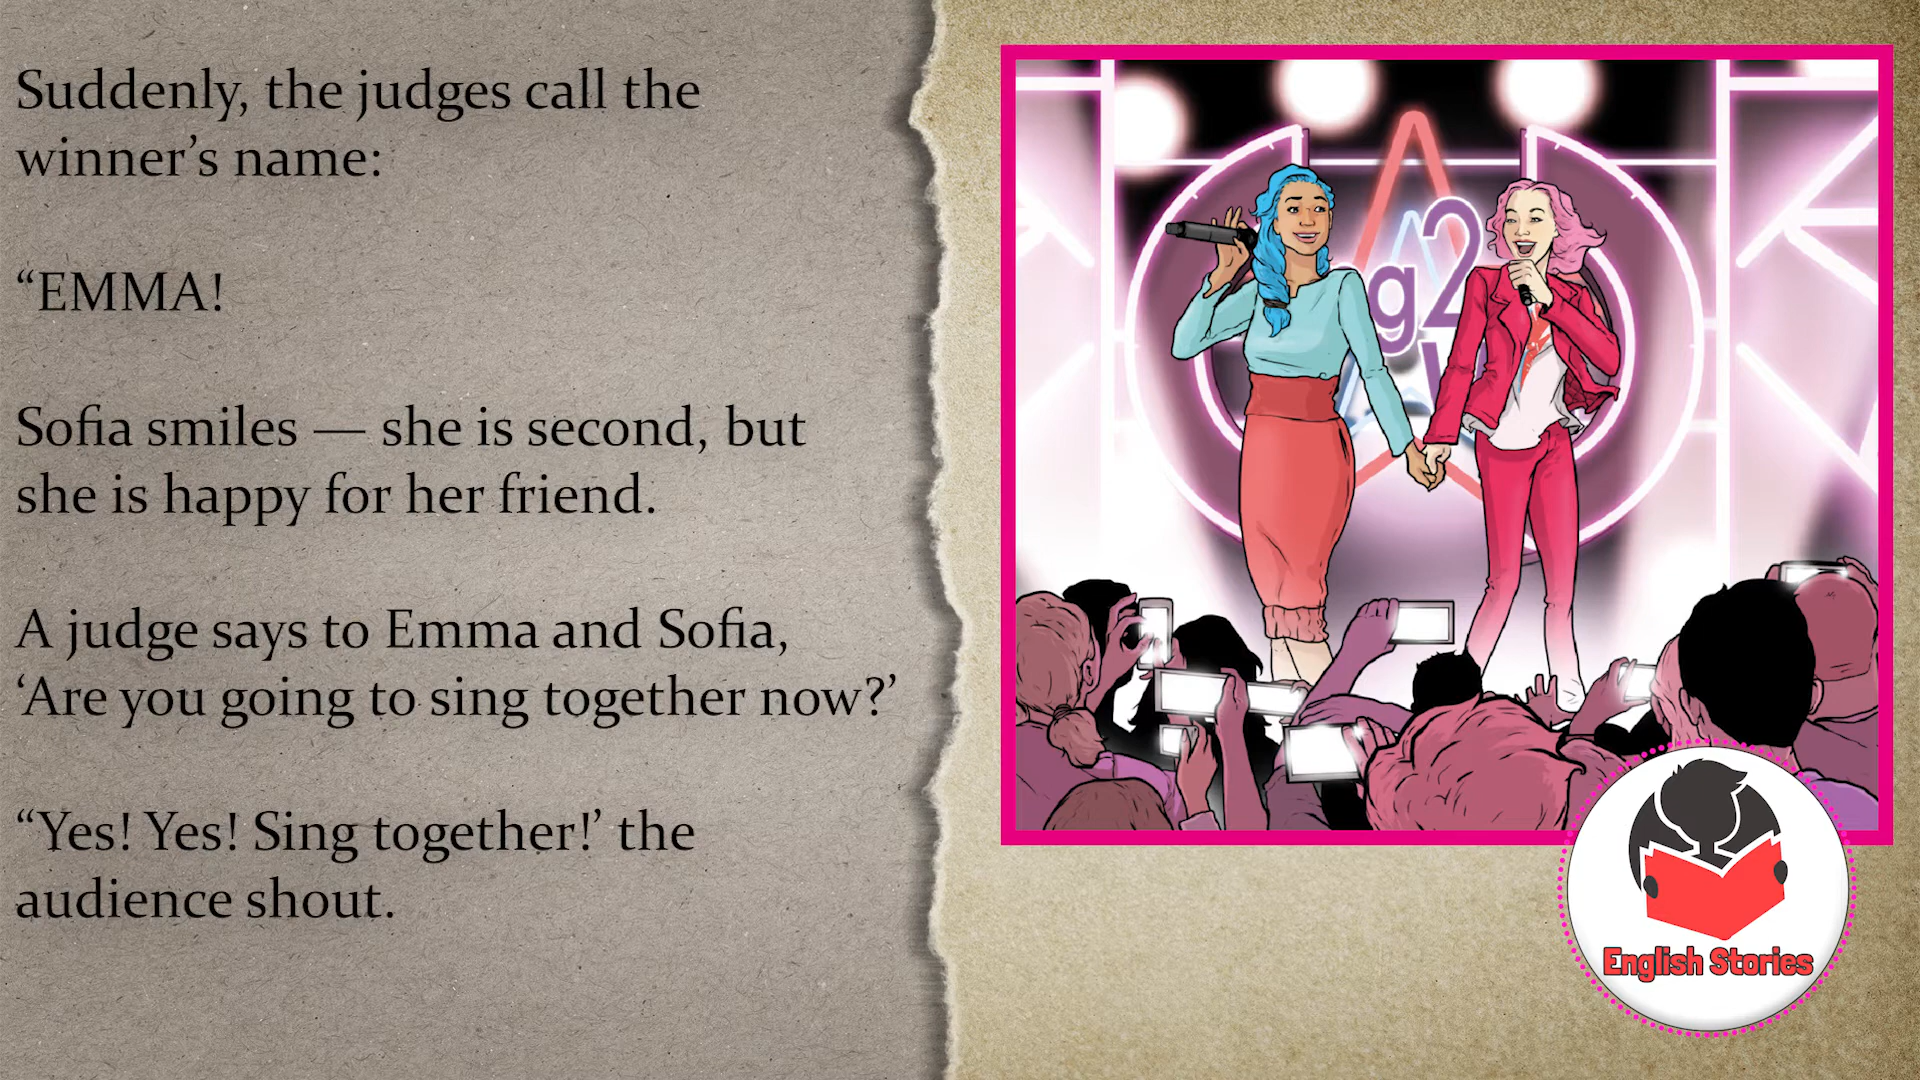 Suddenly, the judges call the
winner’s name:
“EMMA!
Sofia smiles — she is second, but
she is happy for her friend.
A judge says to Emma and Sofia,
‘Are you going to sing together now?’
“Yes! Yes! Sing together!’ the
audience shout.
g2
English Stories